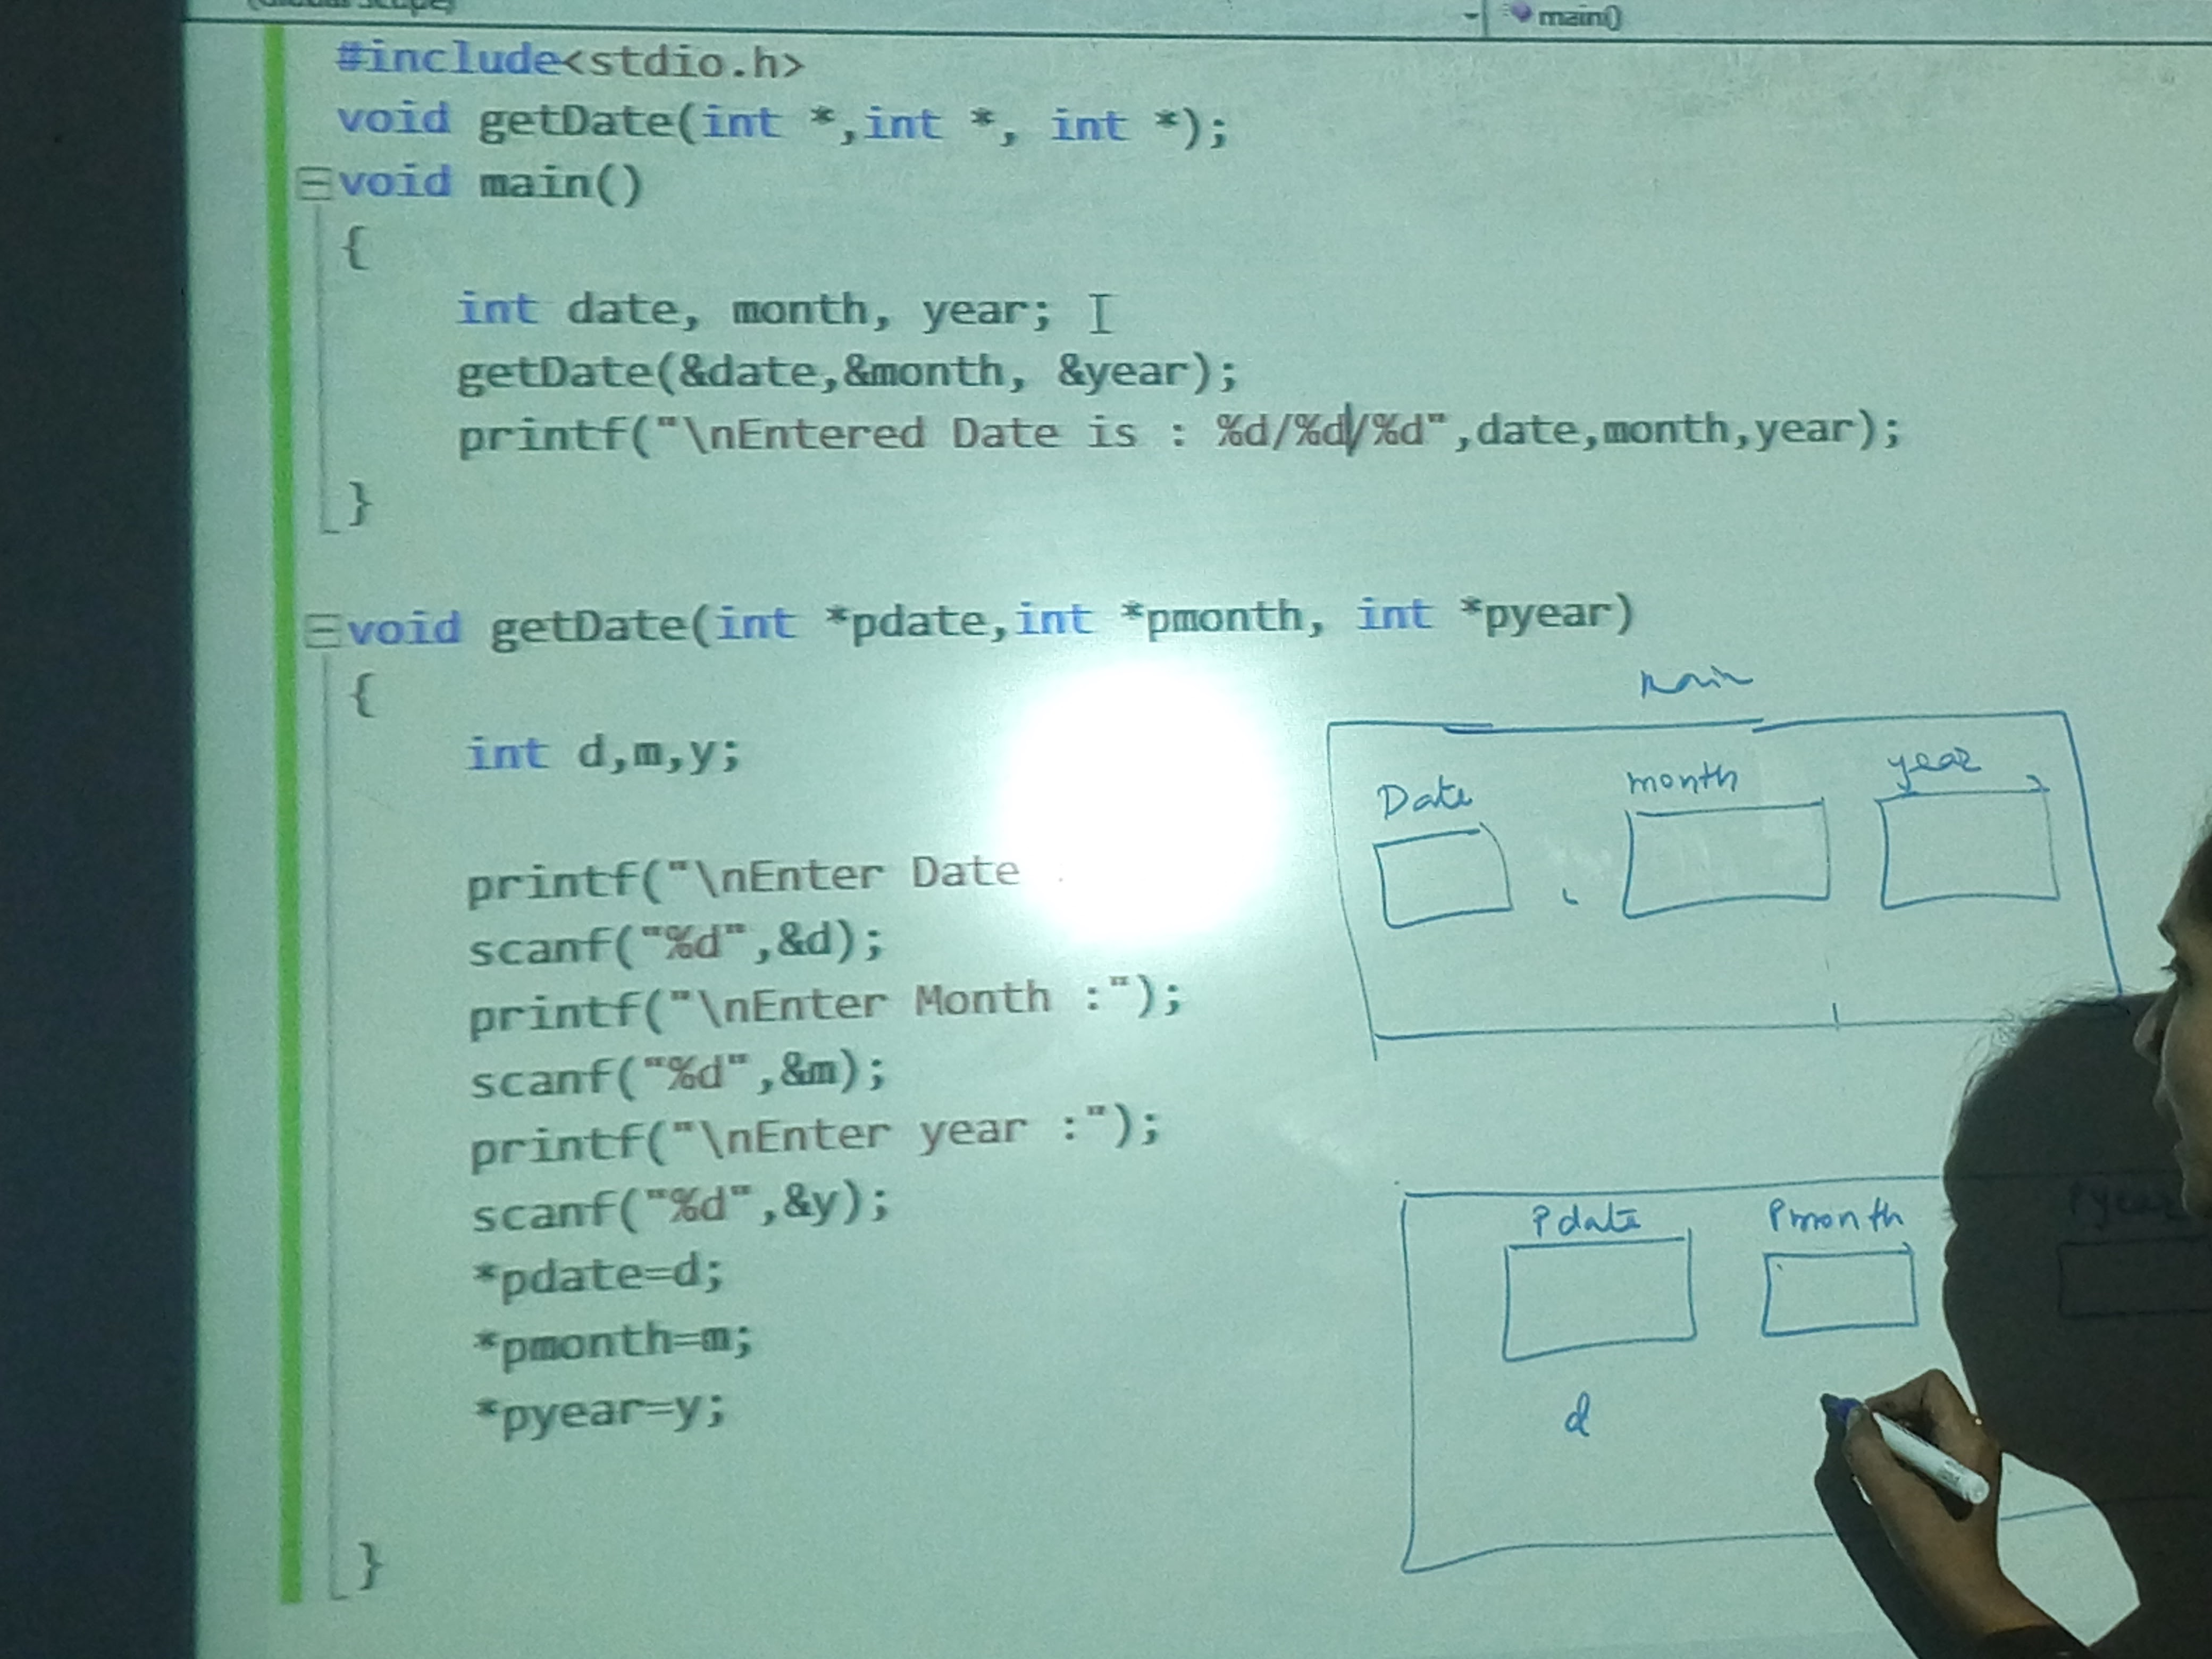 main()
#include<stdio.h>
void getDate(int *,int *, int *);
void main()
{
int date, month, year;
getDate(&date,&month, &year);
printf("\nEntered Date is : %d/%d/%d",date,month,year);
}
void getDate(int *pdate,int *pmonth, int *pyear)
{
int d,m,y;
printf("\nEnter Date
scanf("%d",&d);
printf("\nEnter Month :");
scanf("%d",&m);
printf("\nEnter year :");
scanf("%d",&y);
*pdate=d;
*pmonth=m;
*pyear=y;
}
main
Date month year
Pdate Pmonth Pyear
d